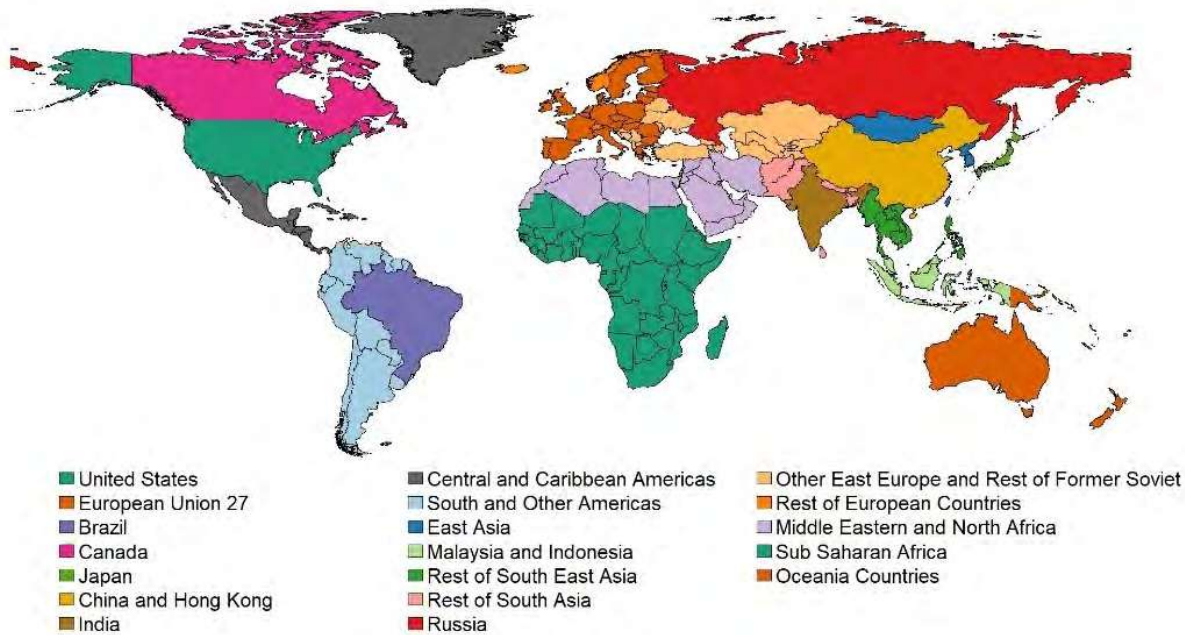 United States
European Union 27
Brazil
Canada
Japan
China and Hong Kong
India
Central and Caribbean Americas
South and Other Americas
East Asia
Malaysia and Indonesia
Rest of South East Asia
Rest of South Asia
Russia
Other East Europe and Rest of Former Soviet
Rest of European Countries
Middle Eastern and North Africa
Sub Saharan Africa
Oceania Countries